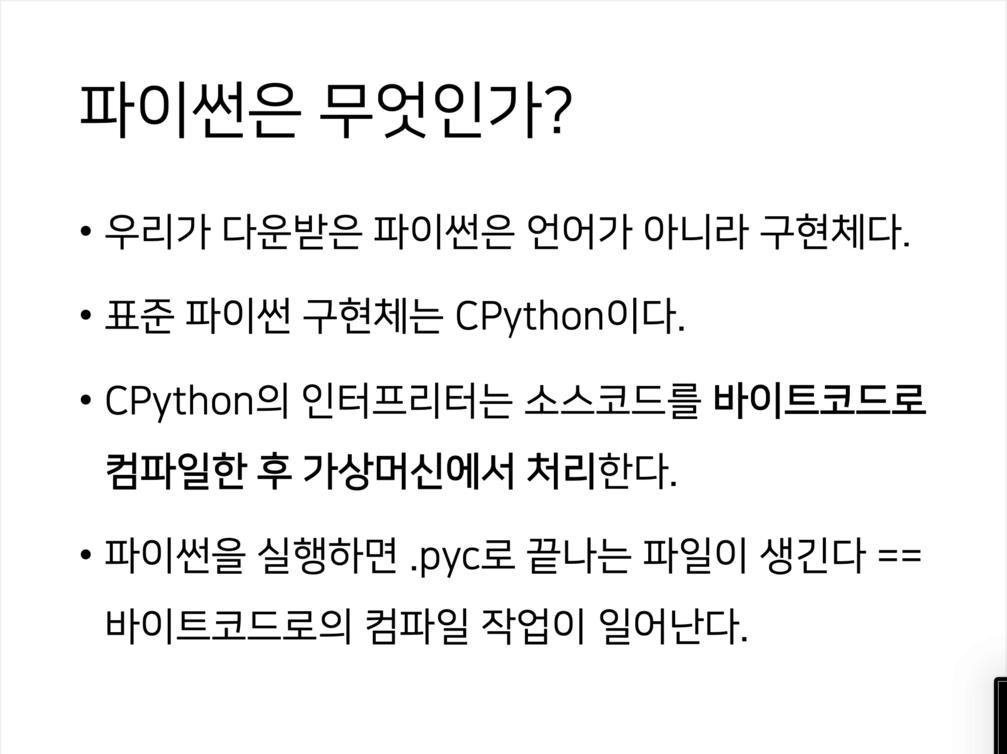 파이썬은 무엇인가?
• 우리가 다운받은 파이썬은 언어가 아니라 구현체다.
• 표준 파이썬 구현체는 CPython이다.
• CPython의 인터프리터는 소스코드를 바이트코드로
컴파일한 후 가상머신에서 처리한다.
• 파이썬을 실행하면 .pyc로 끝나는 파일이 생긴다 ==
바이트코드로의 컴파일 작업이 일어난다.